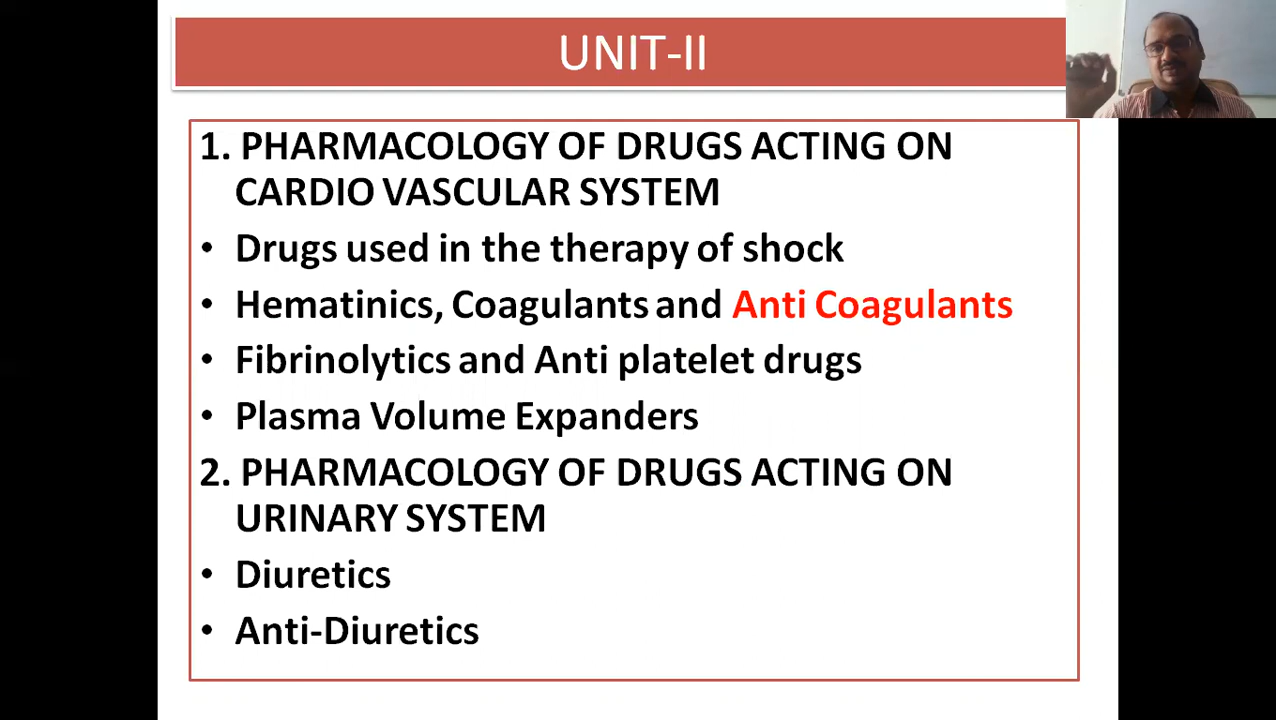 UNIT-II
1. PHARMACOLOGY OF DRUGS ACTING ON
CARDIO VASCULAR SYSTEM
• Drugs used in the therapy of shock
• Hematinics, Coagulants and Anti Coagulants
• Fibrinolytics and Anti platelet drugs
• Plasma Volume Expanders
2. PHARMACOLOGY OF DRUGS ACTING ON
URINARY SYSTEM
• Diuretics
• Anti-Diuretics